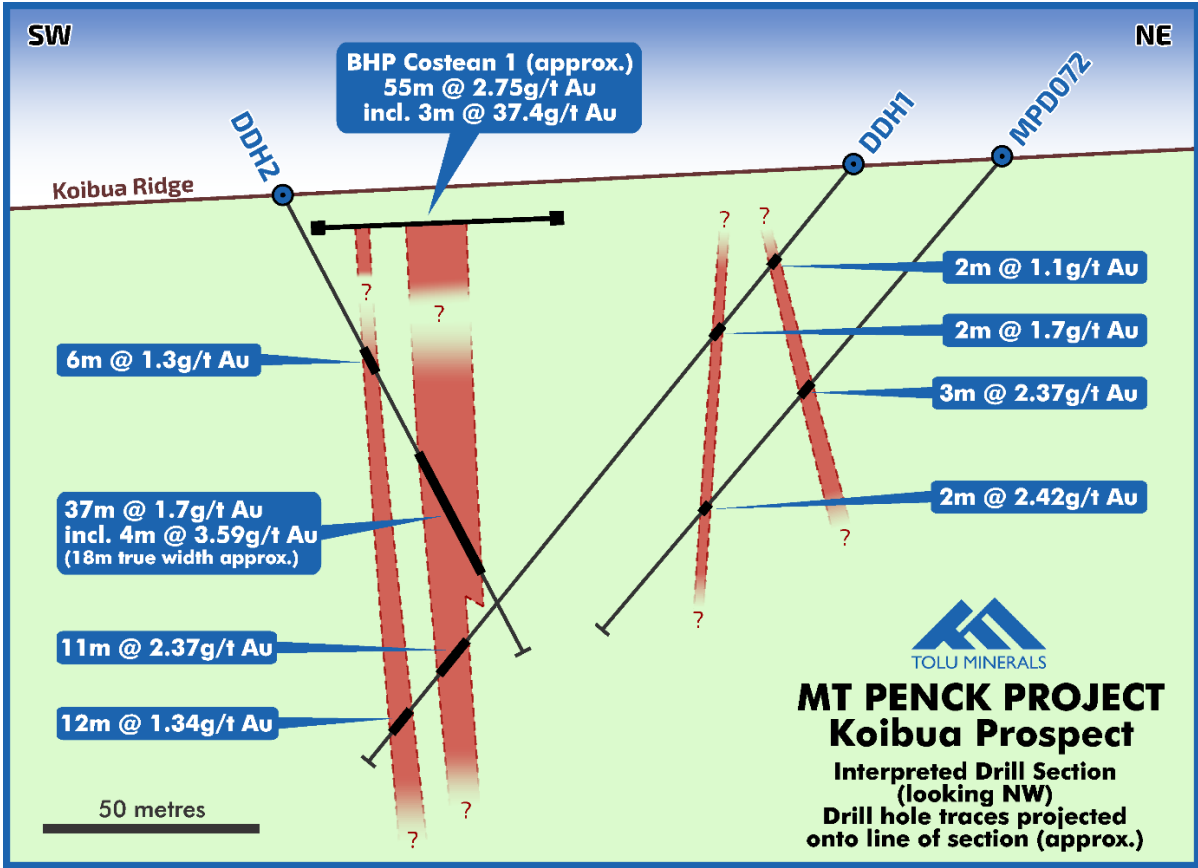 SW
NE
BHP Costean 1 (approx.)
55m @ 2.75g/t Au
incl. 3m @ 37.4g/t Au
DDH2
DDH1
MPD072
Koibua Ridge
?
?
?
?
2m @ 1.1g/t Au
2m @ 1.7g/t Au
6m @ 1.3g/t Au
3m @ 2.37g/t Au
37m @ 1.7g/t Au
incl. 4m @ 3.59g/t Au
(18m true width approx.)
2m @ 2.42g/t Au
?
?
11m @ 2.37g/t Au
12m @ 1.34g/t Au
?
?
50 metres
TOLU MINERALS
MT PENCK PROJECT
Koibua Prospect
Interpreted Drill Section
(looking NW)
Drill hole traces projected
onto line of section (approx.)